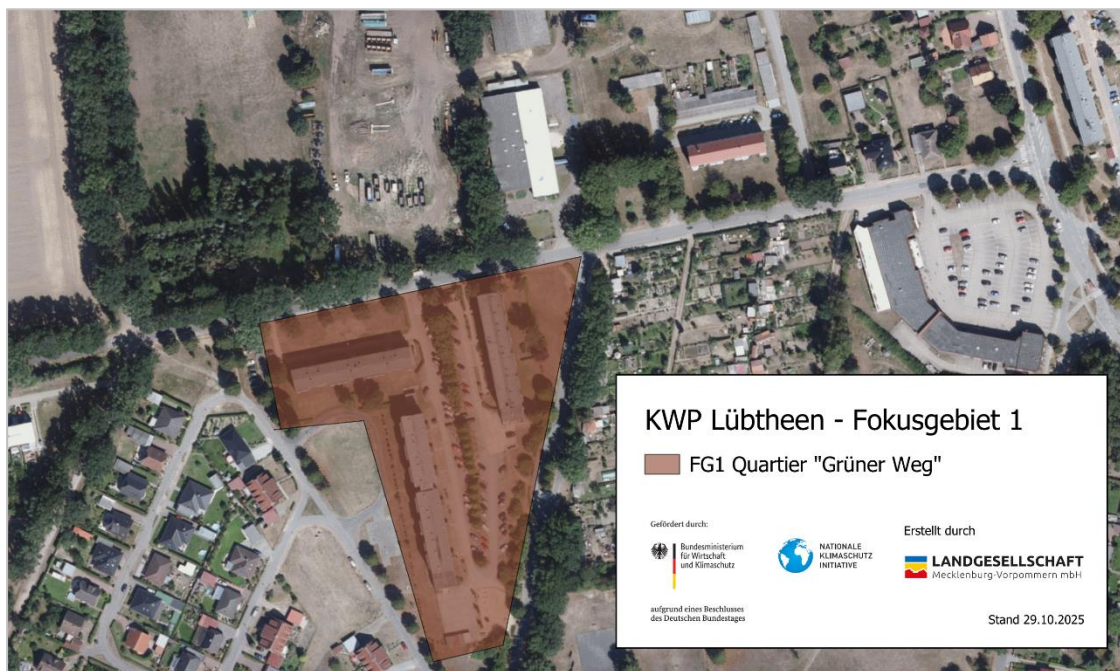 KWP Lübtheen - Fokusgebiet 1
FG1 Quartier "Grüner Weg"
Gefördert durch:
Bundesministerium
für Wirtschaft
und Klimaschutz
aufgrund eines Beschlusses
des Deutschen Bundestages
NATIONALE
KLIMASCHUTZ
INITIATIVE
Erstellt durch
LANDGESELLSCHAFT
Mecklenburg-Vorpommern mbH
Stand 29.10.2025